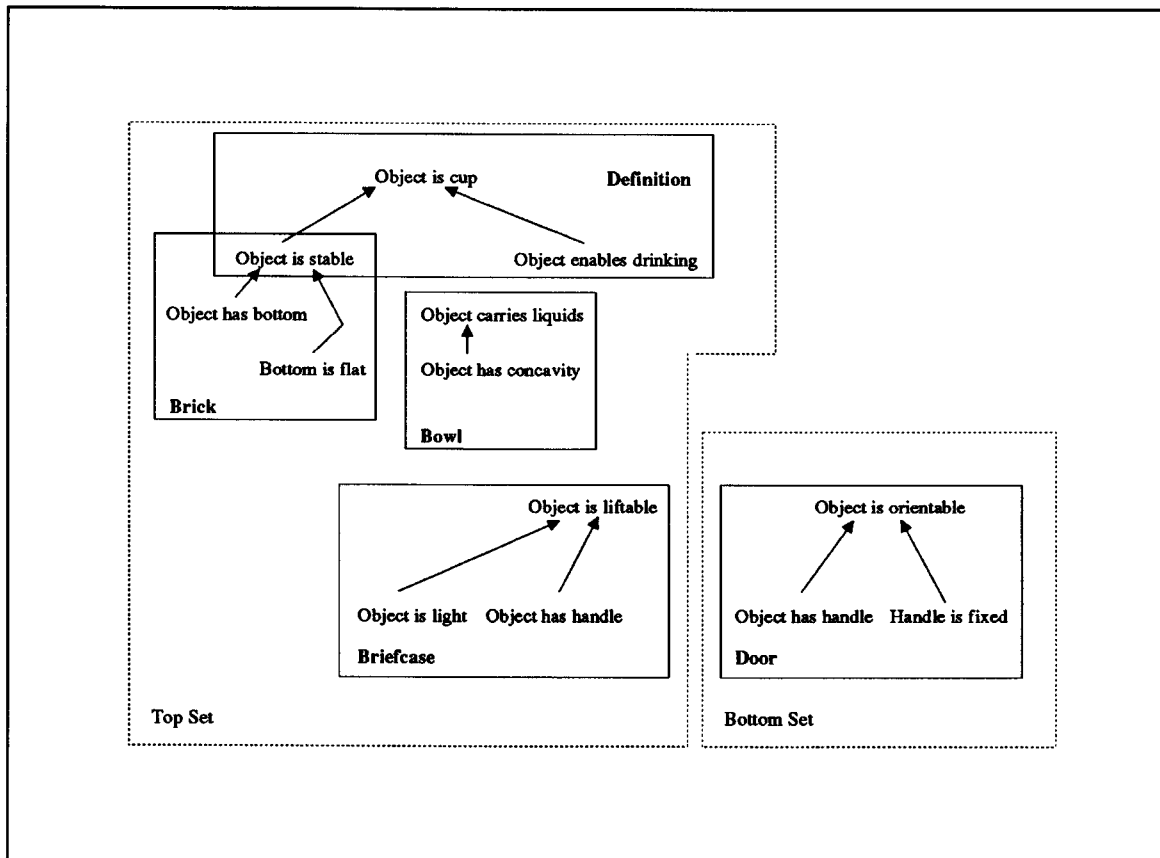 Object is cup
Definition
Object is stable
Object enables drinking
Object has bottom
Bottom is flat
Brick
Object carries liquids
Object has concavity
Bowl
Object is liftable
Object is light
Object has handle
Briefcase
Top Set
Object is orientable
Object has handle
Handle is fixed
Door
Bottom Set